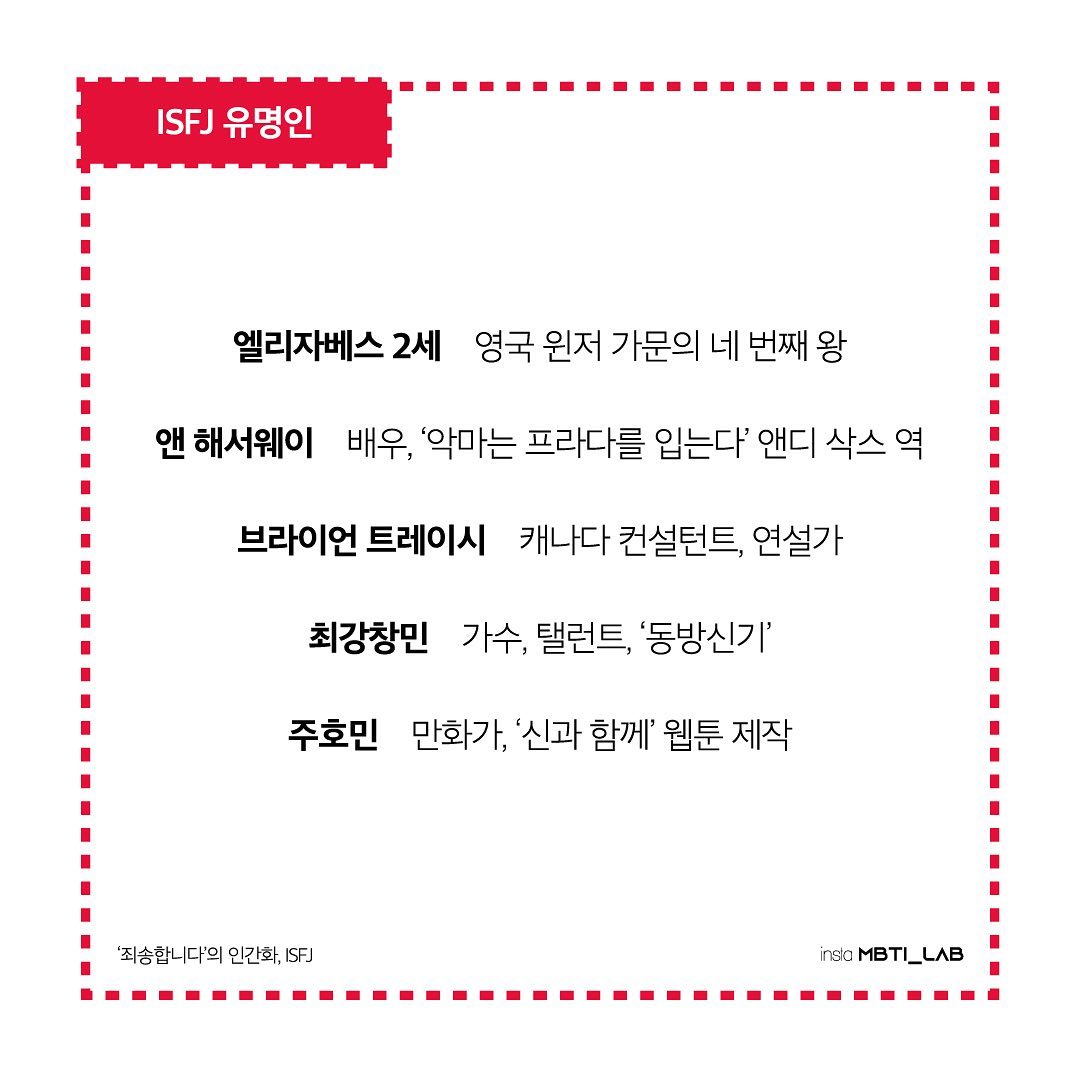 ISFJ 유명인
엘리자베스 2세 영국 윈저 가문의 네 번째 왕
앤 해서웨이 배우, ‘악마는 프라다를 입는다’ 앤디 삭스 역
브라이언 트레이시 캐나다 컨설턴트, 연설가
최강창민 가수, 탤런트, ‘동방신기’
주호민 만화가, ‘신과 함께’ 웹툰 제작
‘죄송합니다’의 인간화, ISFJ
insta MBTI_LAB